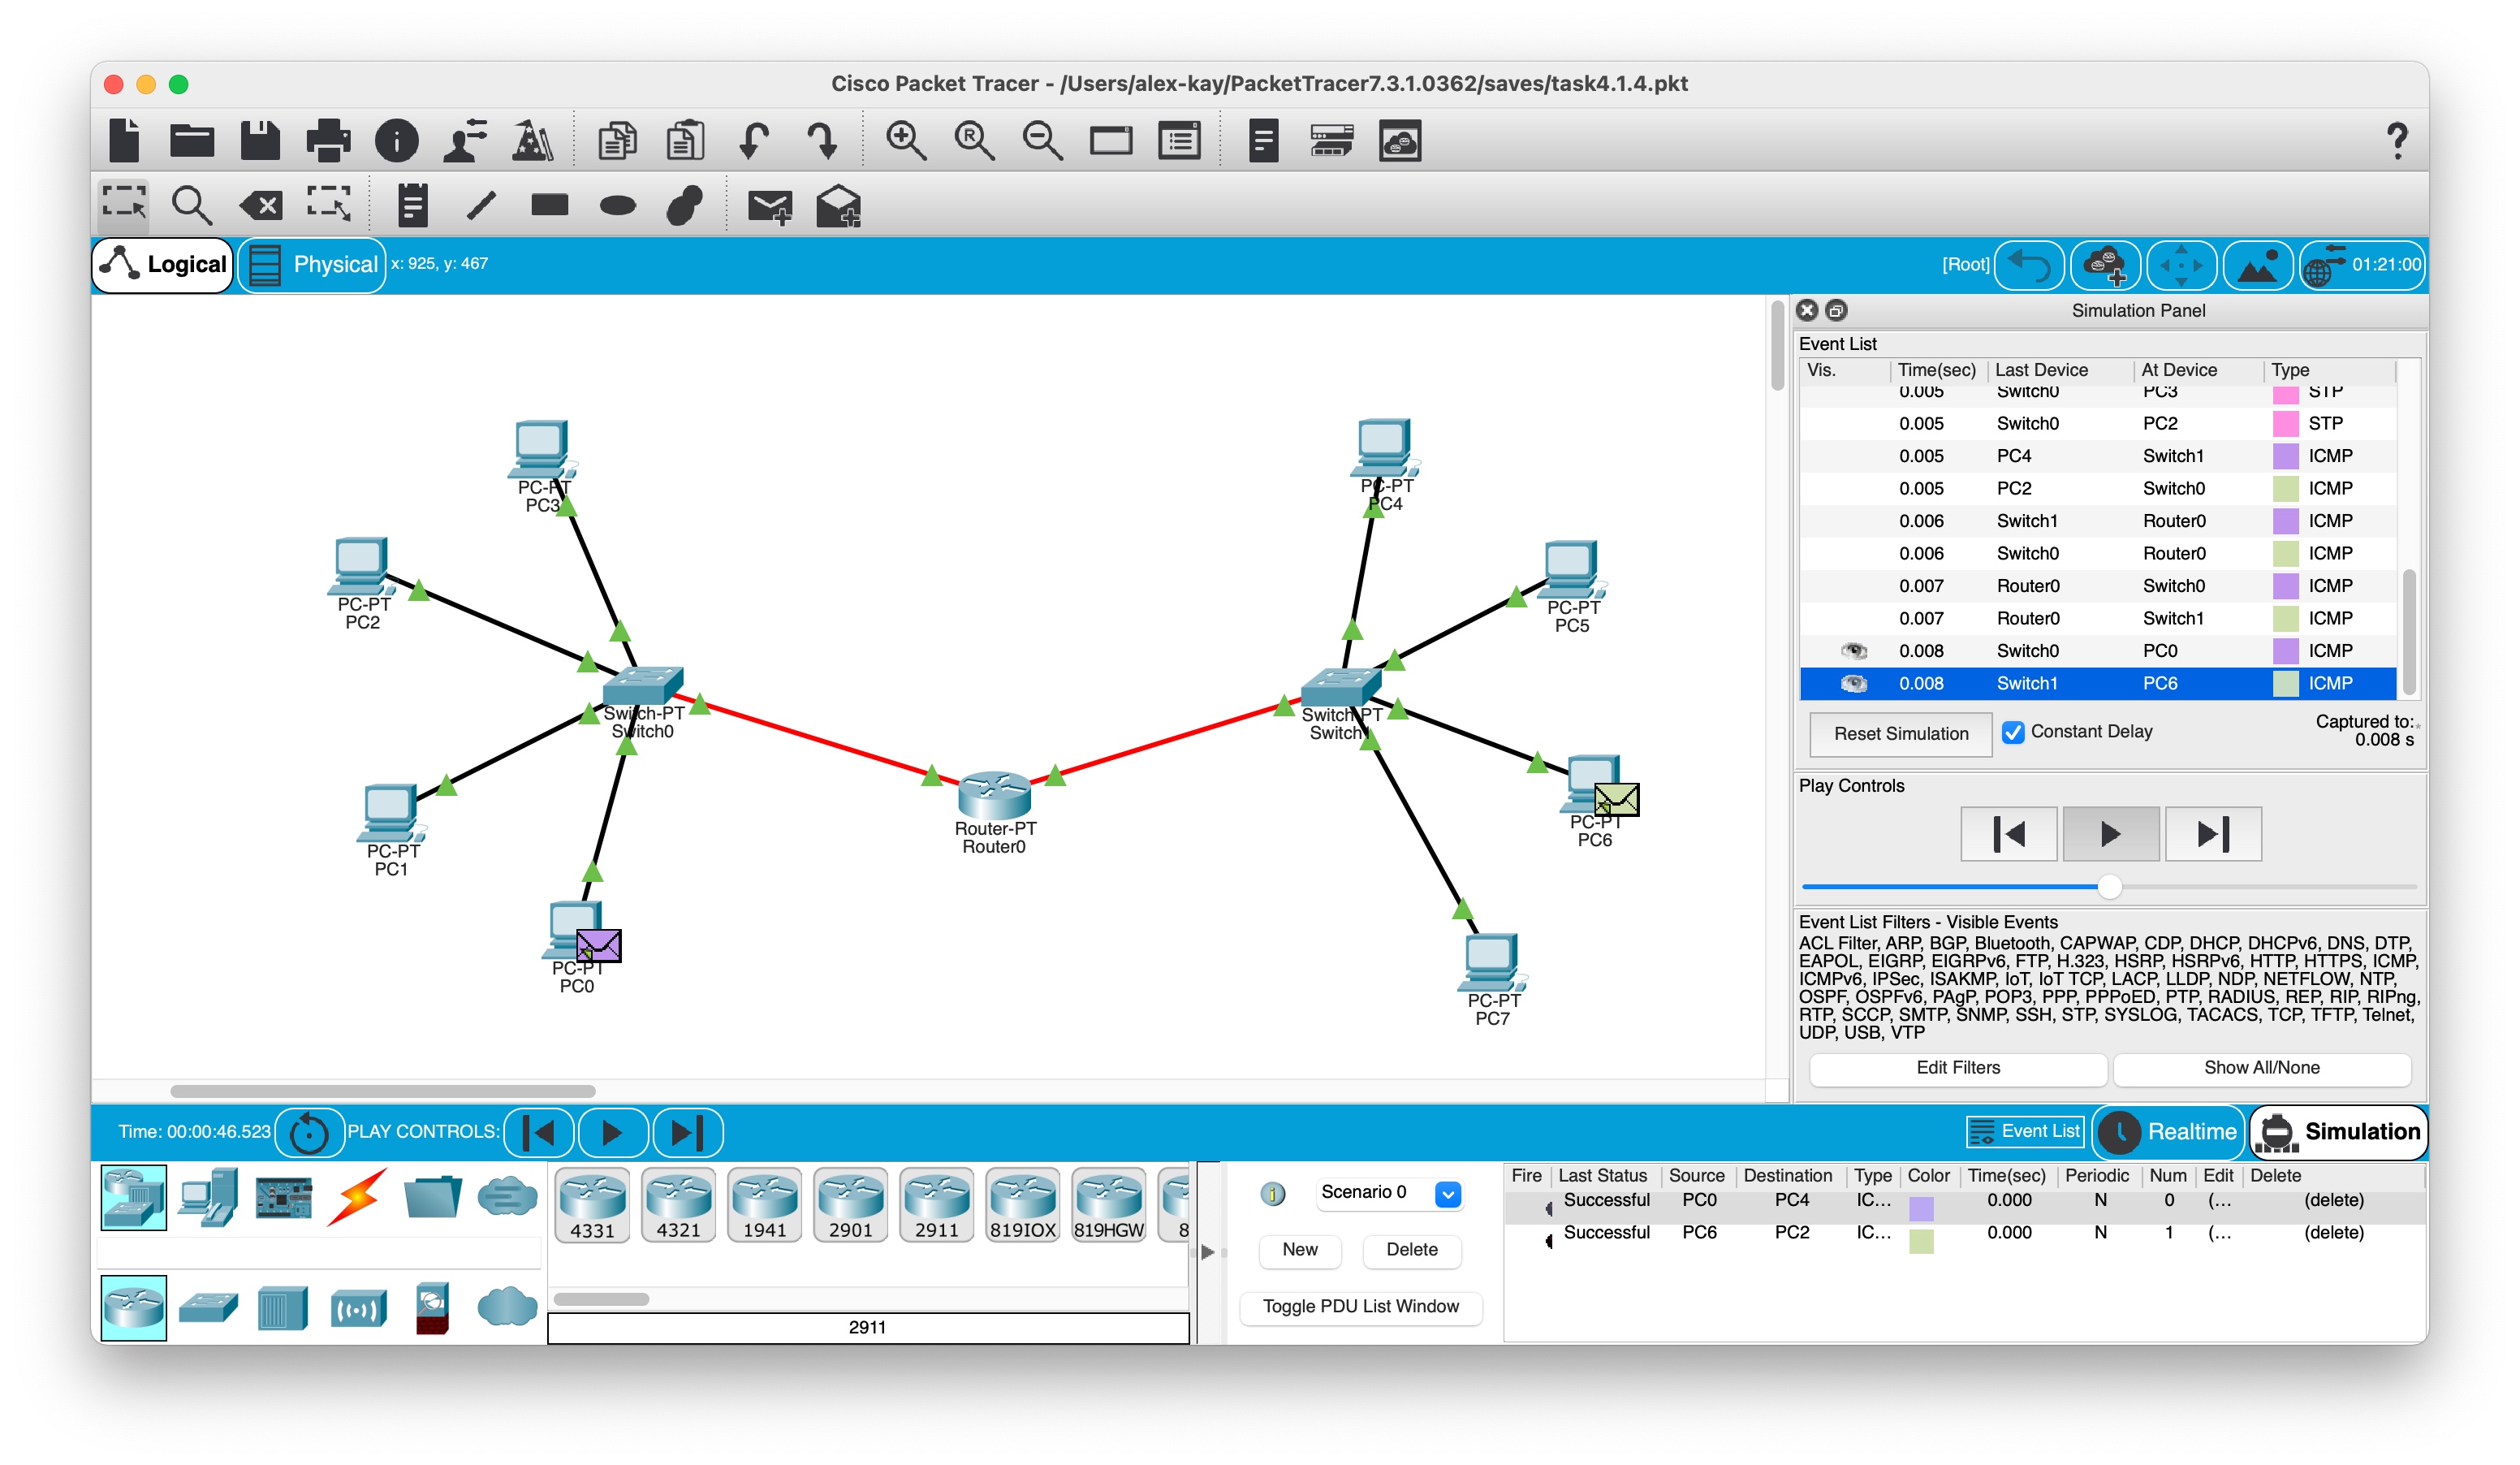 Cisco Packet Tracer - /Users/alex-kay/PacketTracer7.3.1.0362/saves/task4.1.4.pkt
Logical Physical x: 925, y: 467 [Root] 01:21:00
Simulation Panel
Event List
Vis. Time(sec) Last Device At Device Type
0.005 Switch0 PC3 STP
0.005 Switch0 PC2 STP
0.005 PC4 Switch1 ICMP
0.005 PC2 Switch0 ICMP
0.006 Switch1 Router0 ICMP
0.006 Switch0 Router0 ICMP
0.007 Router0 Switch0 ICMP
0.007 Router0 Switch1 ICMP
0.008 Switch0 PC0 ICMP
0.008 Switch1 PC6 ICMP
Reset Simulation Constant Delay Captured to:
0.008 s
Play Controls
Event List Filters - Visible Events
ACL Filter, ARP, BGP, Bluetooth, CAPWAP, CDP, DHCP, DHCPv6, DNS, DTP,
EAPOL, EIGRP, EIGRPv6, FTP, H.323, HSRP, HSRPv6, HTTP, HTTPS, ICMP,
ICMPv6, IPSec, ISAKMP, IoT, IoT TCP, LACP, LLDP, NDP, NETFLOW, NTP,
OSPF, OSPFv6, PAgP, POP3, PPP, PPPoED, PTP, RADIUS, REP, RIP, RIPng,
RTP, SCCP, SMTP, SNMP, SSH, STP, SYSLOG, TACACS, TCP, TFTP, Telnet,
UDP, USB, VTP
Edit Filters Show All/None
PC-PT
PC3
PC-PT
PC4
PC-PT
PC2
PC-PT
PC5
Switch-PT
Switch0
Switch-PT
Switch1
Router-PT
Router0
PC-PT
PC1
PC-PT
PC6
PC-PT
PC0
PC-PT
PC7
Time: 00:00:46.523 PLAY CONTROLS: Event List Realtime Simulation
4331 4321 1941 2901 2911 819IOX 819HGW 8
2911
Scenario 0
New Delete
Toggle PDU List Window
Fire Last Status Source Destination Type Color Time(sec) Periodic Num Edit Delete
Successful PC0 PC4 IC... 0.000 N 0 (... (delete)
Successful PC6 PC2 IC... 0.000 N 1 (... (delete)